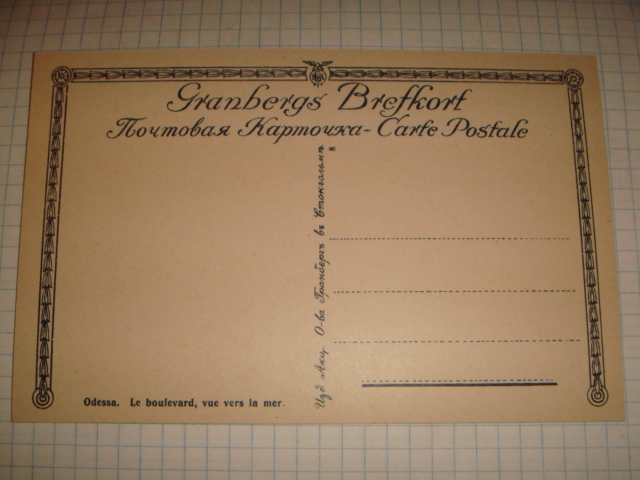 Granbergs Brefkort
Почтовая Карточка - Carte Postale
Изд. Акц. О-ва Гранбергъ въ Стокгольмѣ
8
Odessa. Le boulevard, vue vers la mer.